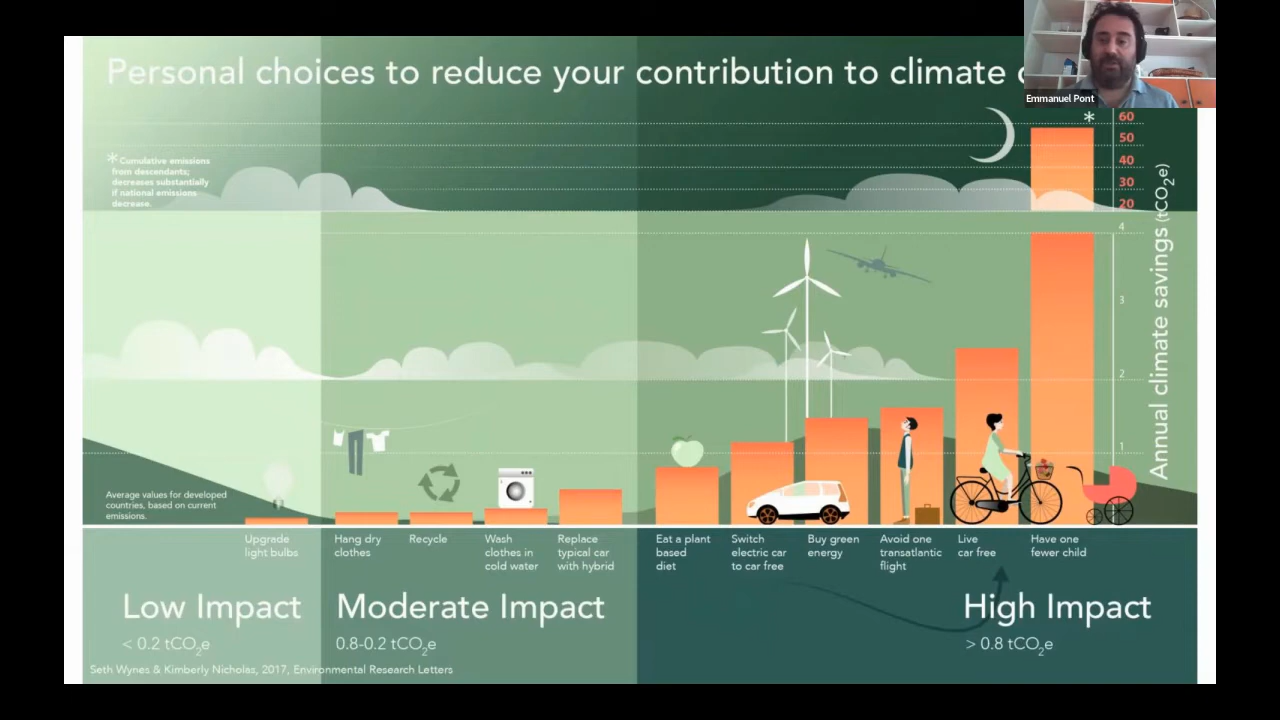 Personal choices to reduce your contribution to climate
Emmanuel Pont
*
60
50
40
30
20
4
3
2
1
Annual climate savings (tCO2e)
* Cumulative emissions
from descendants;
decreases substantially
if national emissions
decrease.
Average values for developed
countries, based on current
emissions.
Upgrade
light bulbs
Hang dry
clothes
Recycle
Wash
clothes in
cold water
Replace
typical car
with hybrid
Eat a plant
based
diet
Switch
electric car
to car free
Buy green
energy
Avoid one
transatlantic
flight
Live
car free
Have one
fewer child
Low Impact
< 0.2 tCO2e
Moderate Impact
0.8-0.2 tCO2e
High Impact
> 0.8 tCO2e
Seth Wynes & Kimberly Nicholas, 2017, Environmental Research Letters